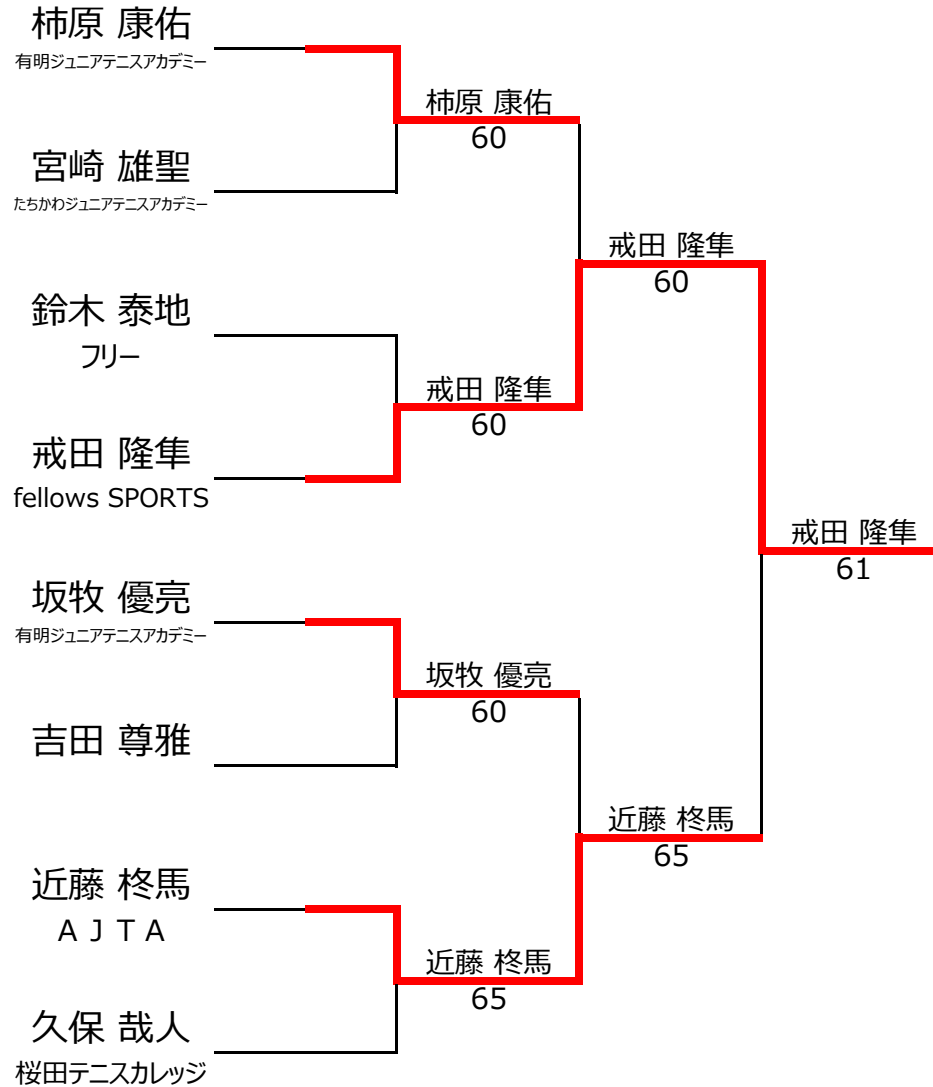 柿原 康佑
有明ジュニアテニスアカデミー
宮崎 雄聖
たちかわジュニアテニスアカデミー
鈴木 泰地
フリー
戒田 隆隼
fellows SPORTS
坂牧 優亮
有明ジュニアテニスアカデミー
吉田 尊雅
近藤 柊馬
ＡＪＴＡ
久保 哉人
桜田テニスカレッジ
柿原 康佑
60
戒田 隆隼
60
坂牧 優亮
60
近藤 柊馬
65
戒田 隆隼
60
近藤 柊馬
65
戒田 隆隼
61